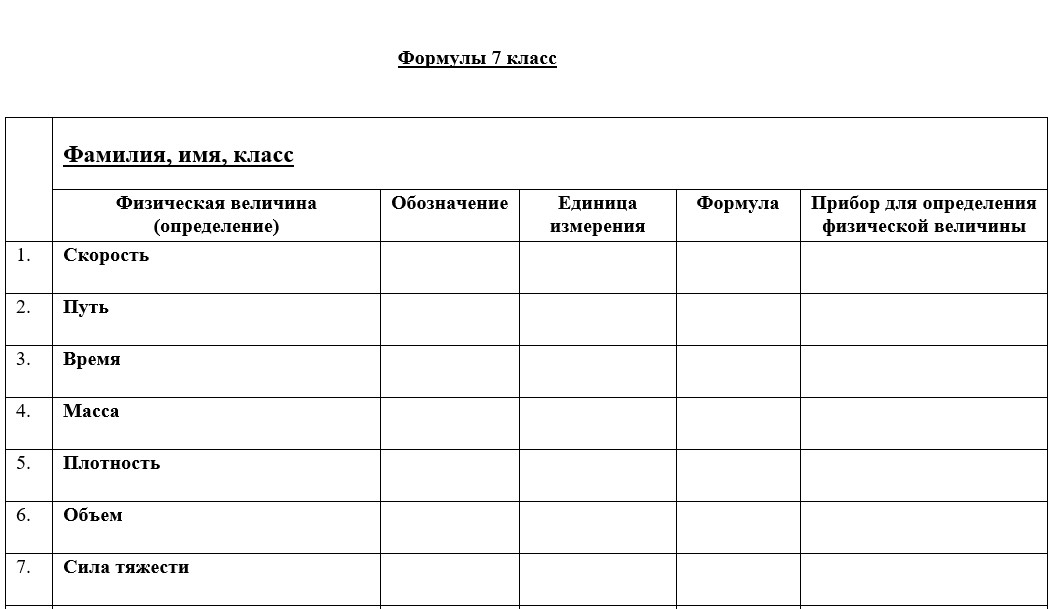 Формулы 7 класс
Фамилия, имя, класс
Физическая величина (определение) Обозначение Единица измерения Формула Прибор для определения физической величины
1. Скорость
2. Путь
3. Время
4. Масса
5. Плотность
6. Объем
7. Сила тяжести